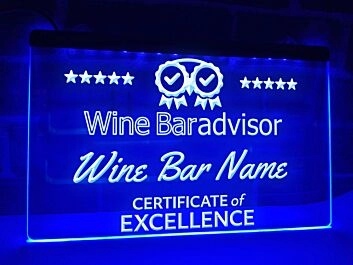 Wine Baradvisor
Wine Bar Name
CERTIFICATE of
EXCELLENCE